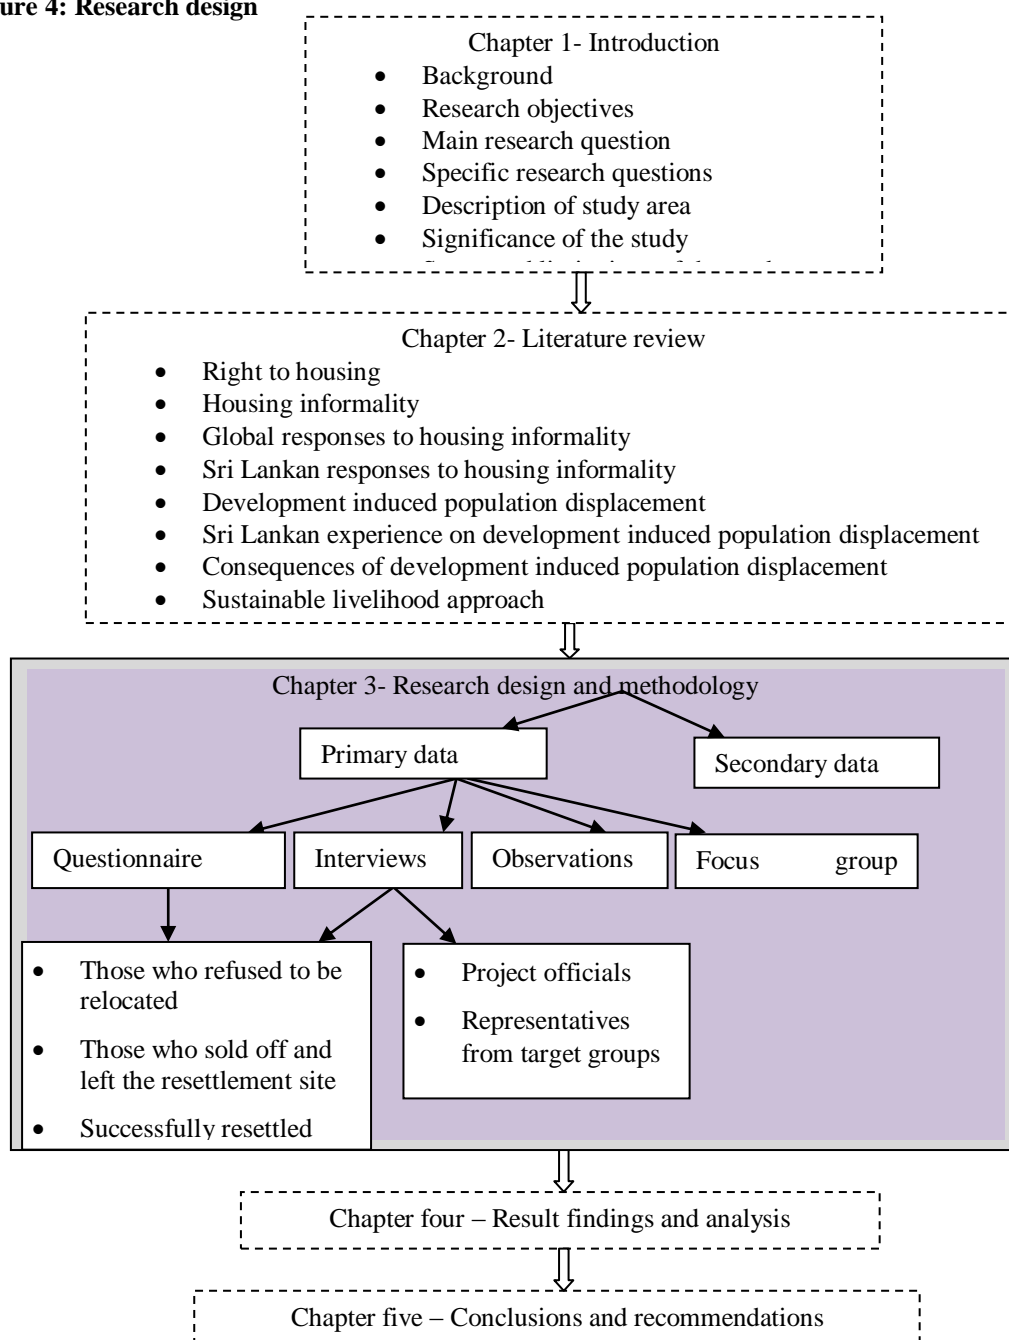 ure 4: Research design
Chapter 1- Introduction
• Background
• Research objectives
• Main research question
• Specific research questions
• Description of study area
• Significance of the study
Chapter 2- Literature review
• Right to housing
• Housing informality
• Global responses to housing informality
• Sri Lankan responses to housing informality
• Development induced population displacement
• Sri Lankan experience on development induced population displacement
• Consequences of development induced population displacement
• Sustainable livelihood approach
Chapter 3- Research design and methodology
Primary data
Secondary data
Questionnaire
Interviews
Observations
Focus group
• Those who refused to be
relocated
• Those who sold off and
left the resettlement site
• Successfully resettled
• Project officials
• Representatives
from target groups
Chapter four – Result findings and analysis
Chapter five – Conclusions and recommendations